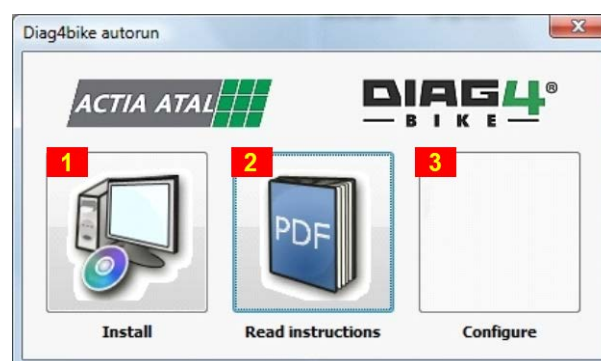 Diag4bike autorun
ACTIA ATAL
DIAG4®
BIKE
1
2
3
PDF
Install
Read instructions
Configure